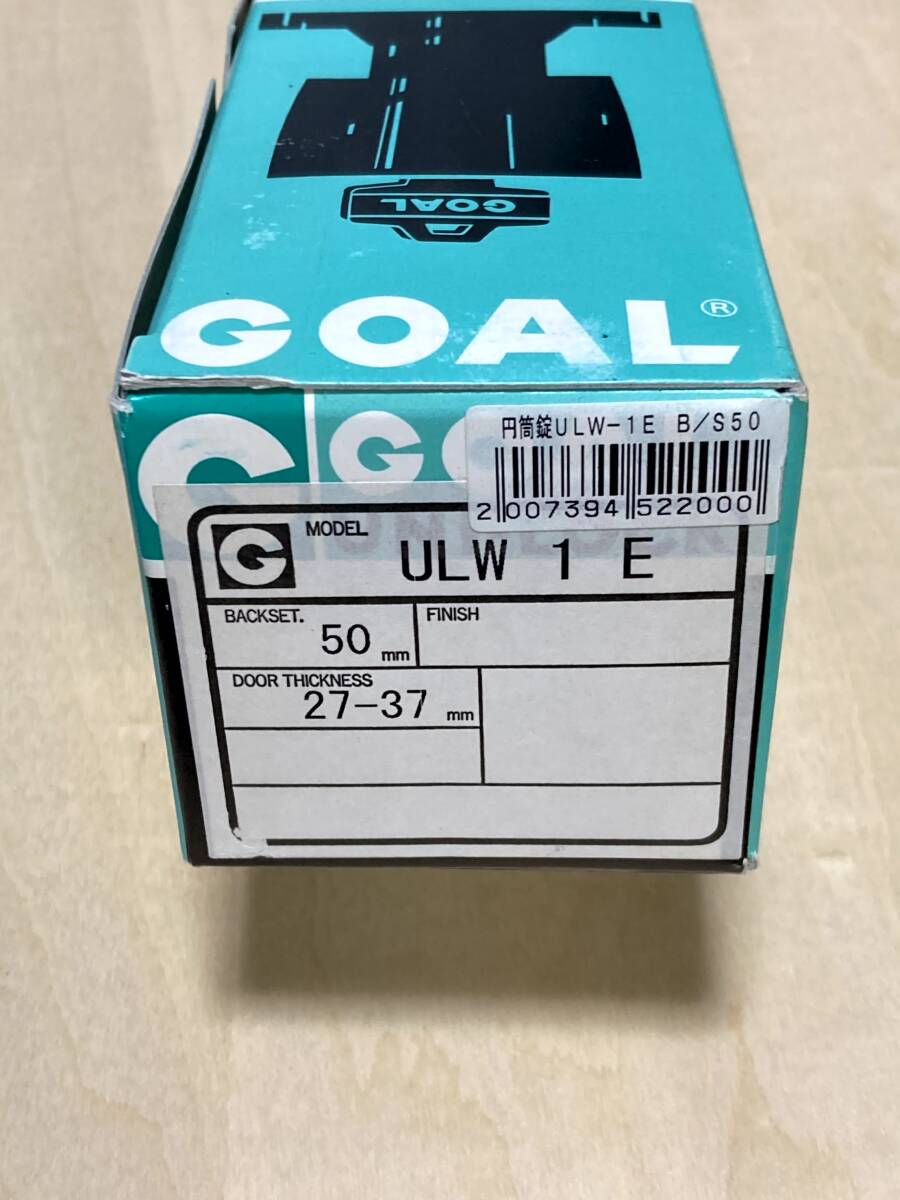 GOAL
GOAL®
G GO
円筒錠ULW-1E B/S50
2 007394 522000
G MODEL ULW 1 E
BACKSET. 50 mm FINISH
DOOR THICKNESS
27-37 mm